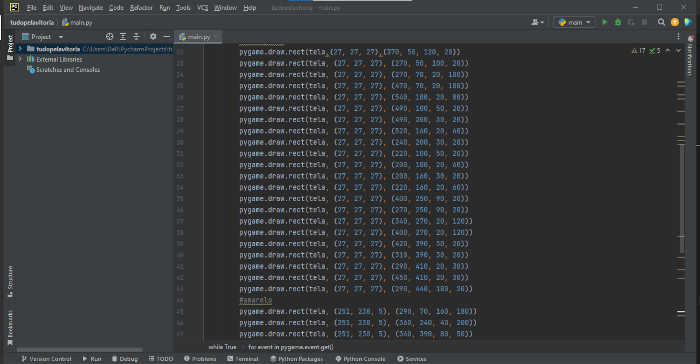 PC File Edit View Navigate Code Refactor Run Tools VCS Window Help tudopelavitoria - main.py
tudopelavitoria main.py main
Project main.py
tudopelavitoria C:\Users\Dell\PycharmProjects\t
External Libraries
Scratches and Consoles
17 5
pygame.draw.rect(tela,(27, 27, 27),(370, 50, 120, 20))
23 pygame.draw.rect(tela, (27, 27, 27), (270, 50, 100, 20))
24 pygame.draw.rect(tela, (27, 27, 27), (270, 70, 20, 180))
25 pygame.draw.rect(tela, (27, 27, 27), (470, 70, 20, 180))
26 pygame.draw.rect(tela, (27, 27, 27), (540, 100, 20, 80))
27 pygame.draw.rect(tela, (27, 27, 27), (490, 100, 50, 20))
28 pygame.draw.rect(tela, (27, 27, 27), (490, 200, 30, 20))
29 pygame.draw.rect(tela, (27, 27, 27), (520, 160, 20, 60))
30 pygame.draw.rect(tela, (27, 27, 27), (240, 200, 30, 20))
31 pygame.draw.rect(tela, (27, 27, 27), (220, 100, 50, 20))
32 pygame.draw.rect(tela, (27, 27, 27), (200, 100, 20, 60))
33 pygame.draw.rect(tela, (27, 27, 27), (200, 160, 30, 20))
34 pygame.draw.rect(tela, (27, 27, 27), (220, 160, 20, 60))
35 pygame.draw.rect(tela, (27, 27, 27), (400, 250, 90, 20))
36 pygame.draw.rect(tela, (27, 27, 27), (270, 250, 90, 20))
37 pygame.draw.rect(tela, (27, 27, 27), (340, 270, 20, 120))
38 pygame.draw.rect(tela, (27, 27, 27), (400, 270, 20, 120))
39 pygame.draw.rect(tela, (27, 27, 27), (420, 390, 30, 20))
40 pygame.draw.rect(tela, (27, 27, 27), (310, 390, 30, 20))
41 pygame.draw.rect(tela, (27, 27, 27), (290, 410, 20, 30))
42 pygame.draw.rect(tela, (27, 27, 27), (450, 410, 20, 30))
43 pygame.draw.rect(tela, (27, 27, 27), (290, 440, 180, 20))
44 #amarelo
45 pygame.draw.rect(tela, (251, 238, 5), (290, 70, 160, 180))
46 pygame.draw.rect(tela, (251, 238, 5), (360, 240, 40, 200))
pygame.draw.rect(tela, (251, 238, 5), (340, 390, 80, 50))
while True for event in pygame.event.get()
Version Control Run Debug TODO Problems Terminal Python Packages Python Console Services
Project
Structure
Bookmarks
Notifications